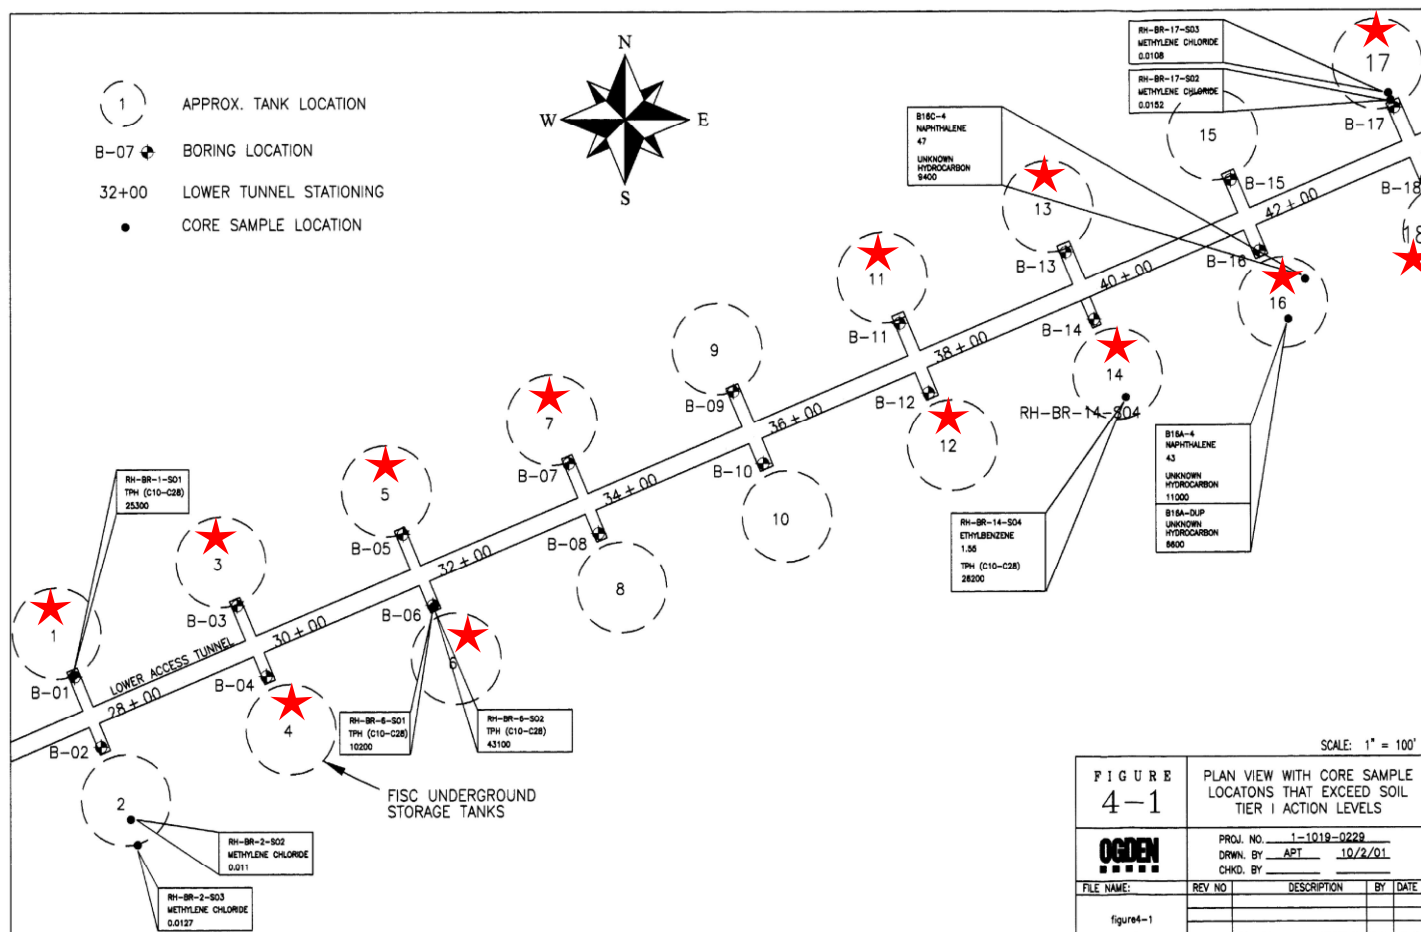 N
W
E
S
1
APPROX. TANK LOCATION
B-07
BORING LOCATION
32+00
LOWER TUNNEL STATIONING
CORE SAMPLE LOCATION
RH-BR-17-S03
METHYLENE CHLORIDE
0.0108
RH-BR-17-S02
METHYLENE CHLORIDE
0.0152
17
B-17
15
B-15
B-18
18
42+00
B16C-4
NAPHTHALENE
47
UNKNOWN
HYDROCARBON
9400
13
B-13
B-16
16
40+00
11
B-11
B-14
14
RH-BR-14-S04
38+00
9
B-09
B-12
12
36+00
7
B-07
B-10
10
34+00
5
B-05
B-08
8
32+00
3
B-03
B-06
6
30+00
1
B-01
B-04
4
LOWER ACCESS TUNNEL
28+00
B-02
2
RH-BR-1-S01
TPH (C10-C28)
25300
B16A-4
NAPHTHALENE
43
UNKNOWN
HYDROCARBON
11000
B16A-DUP
UNKNOWN
HYDROCARBON
RH-BR-14-S04
ETHYLBENZENE
1.55
TPH (C10-C28)
28200
RH-BR-6-S01
TPH (C10-C28)
10200
RH-BR-6-S02
TPH (C10-C28)
43100
FISC UNDERGROUND
STORAGE TANKS
RH-BR-2-S02
METHYLENE CHLORIDE
0.011
RH-BR-2-S03
METHYLENE CHLORIDE
0.0127
SCALE: 1" = 100'
FIGURE
4-1
PLAN VIEW WITH CORE SAMPLE
LOCATONS THAT EXCEED SOIL
TIER I ACTION LEVELS
OGDEN
PROJ. NO. 1-1019-0229
DRWN. BY APT 10/2/01
CHKD. BY
FILE NAME:
REV NO DESCRIPTION BY DATE
figure4-1